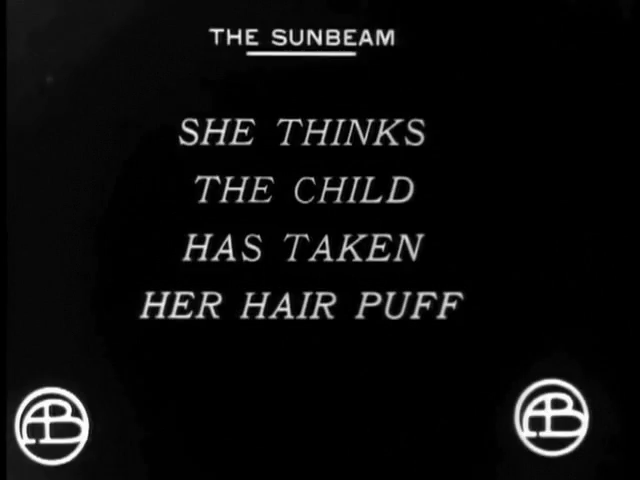 THE SUNBEAM
SHE THINKS
THE CHILD
HAS TAKEN
HER HAIR PUFF
AB AB